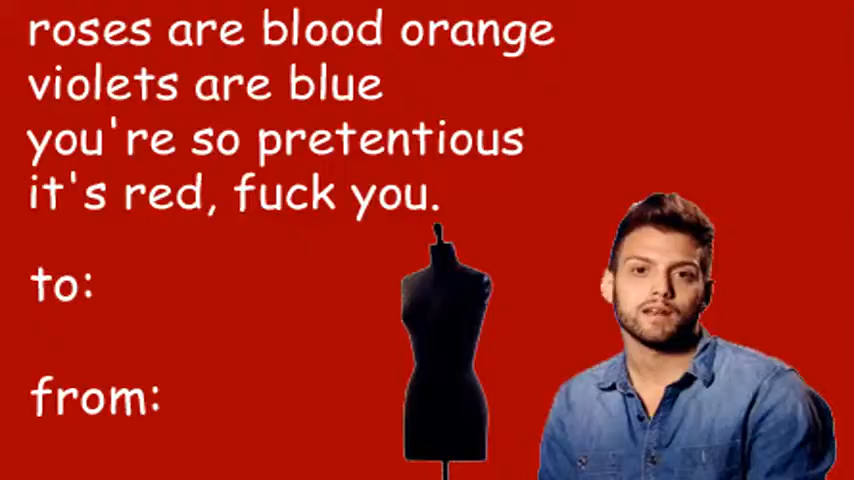 roses are blood orange
violets are blue
you're so pretentious
it's red, fuck you.
to:
from: